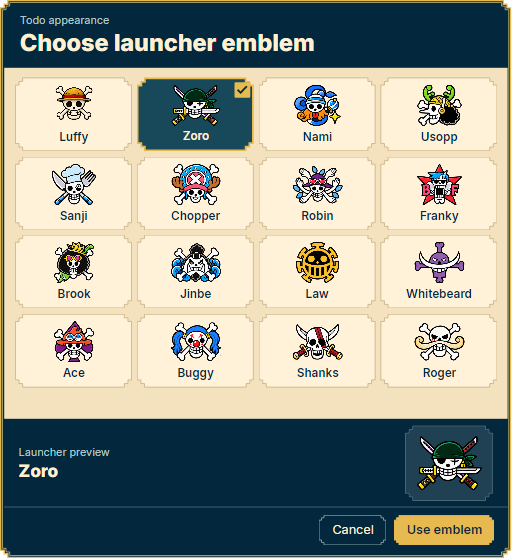 Todo appearance
Choose launcher emblem
Luffy
Zoro
Nami
Usopp
Sanji
Chopper
Robin
Franky
Brook
Jinbe
Law
Whitebeard
Ace
Buggy
Shanks
Roger
Launcher preview
Zoro
Cancel
Use emblem